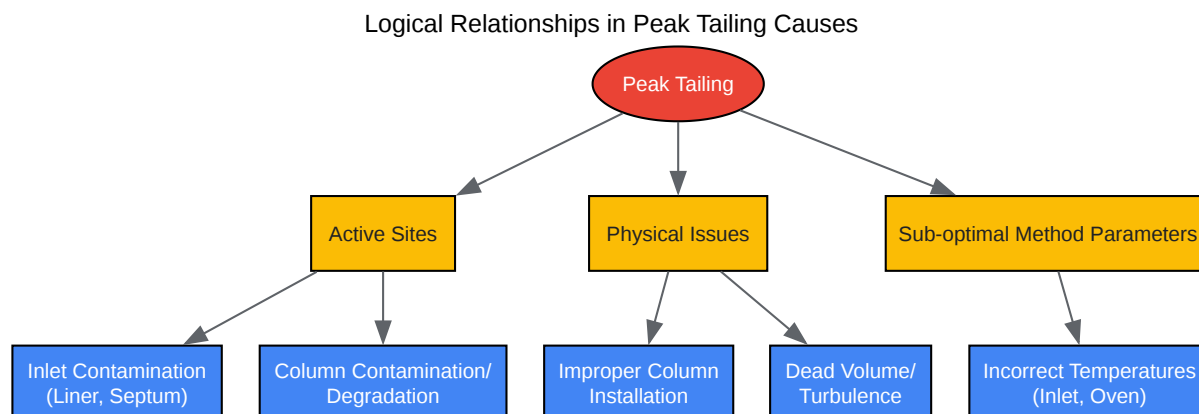 Logical Relationships in Peak Tailing Causes
Peak Tailing
Active Sites
Physical Issues
Sub-optimal Method Parameters
Inlet Contamination
(Liner, Septum)
Column Contamination/
Degradation
Improper Column
Installation
Dead Volume/
Turbulence
Incorrect Temperatures
(Inlet, Oven)